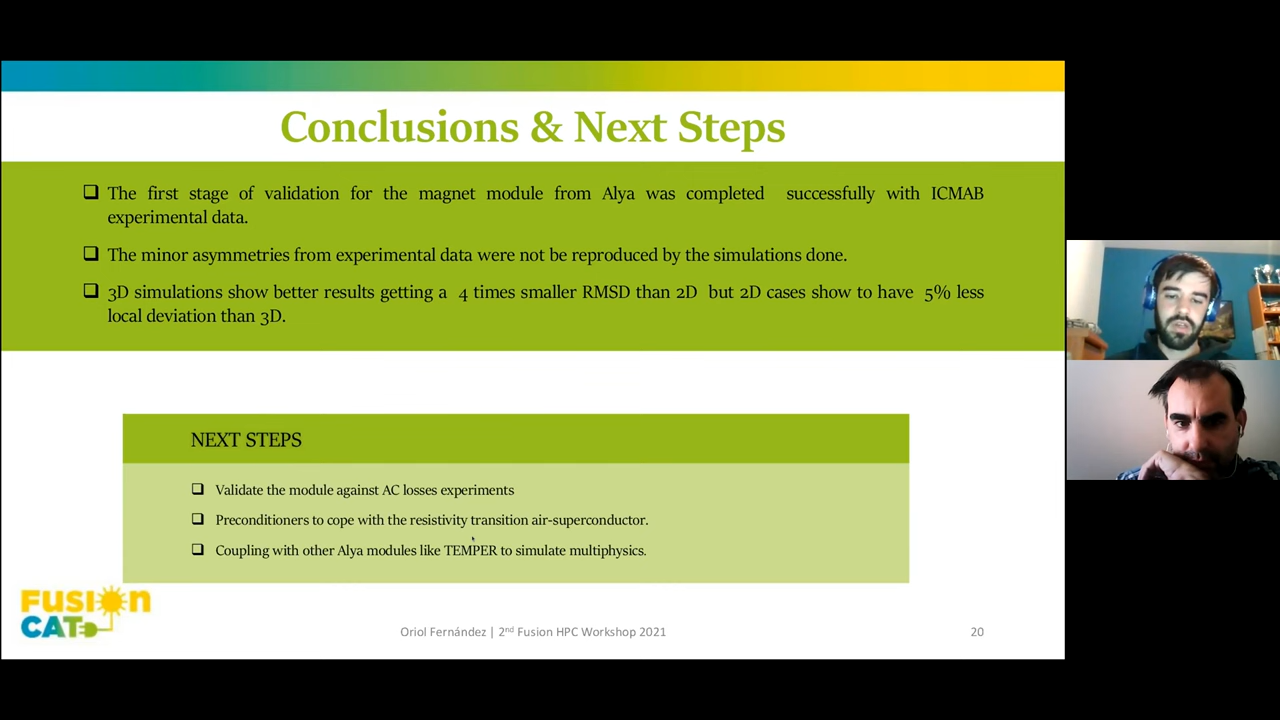 Conclusions & Next Steps
The first stage of validation for the magnet module from Alya was completed successfully with ICMAB
experimental data.
The minor asymmetries from experimental data were not be reproduced by the simulations done.
3D simulations show better results getting a 4 times smaller RMSD than 2D but 2D cases show to have 5% less
local deviation than 3D.
NEXT STEPS
Validate the module against AC losses experiments
Preconditioners to cope with the resistivity transition air-superconductor.
Coupling with other Alya modules like TEMPER to simulate multiphysics.
FUSION
CAT
Oriol Fernández | 2nd Fusion HPC Workshop 2021
20